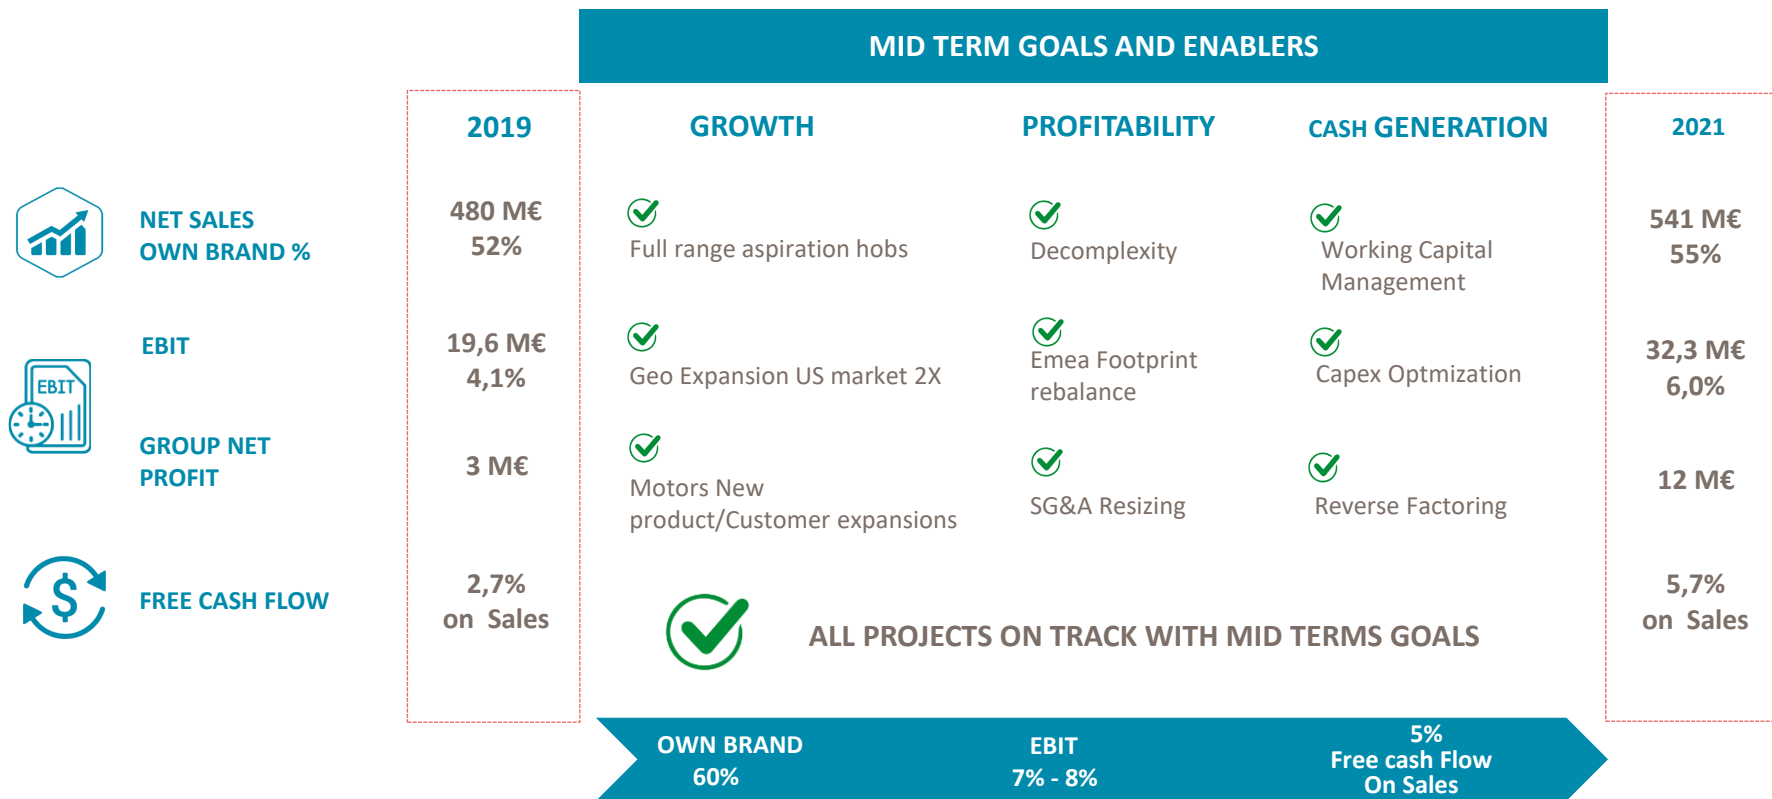 MID TERM GOALS AND ENABLERS
2019
GROWTH
PROFITABILITY
CASH GENERATION
2021
NET SALES
OWN BRAND %
480 M€
52%
Full range aspiration hobs
Decomplexity
Working Capital
Management
541 M€
55%
EBIT
EBIT
19,6 M€
4,1%
Geo Expansion US market 2X
Emea Footprint
rebalance
Capex Optmization
32,3 M€
6,0%
GROUP NET
PROFIT
3 M€
Motors New
product/Customer expansions
SG&A Resizing
Reverse Factoring
12 M€
$
FREE CASH FLOW
2,7%
on Sales
ALL PROJECTS ON TRACK WITH MID TERMS GOALS
5,7%
on Sales
OWN BRAND
60%
EBIT
7% - 8%
5%
Free cash Flow
On Sales